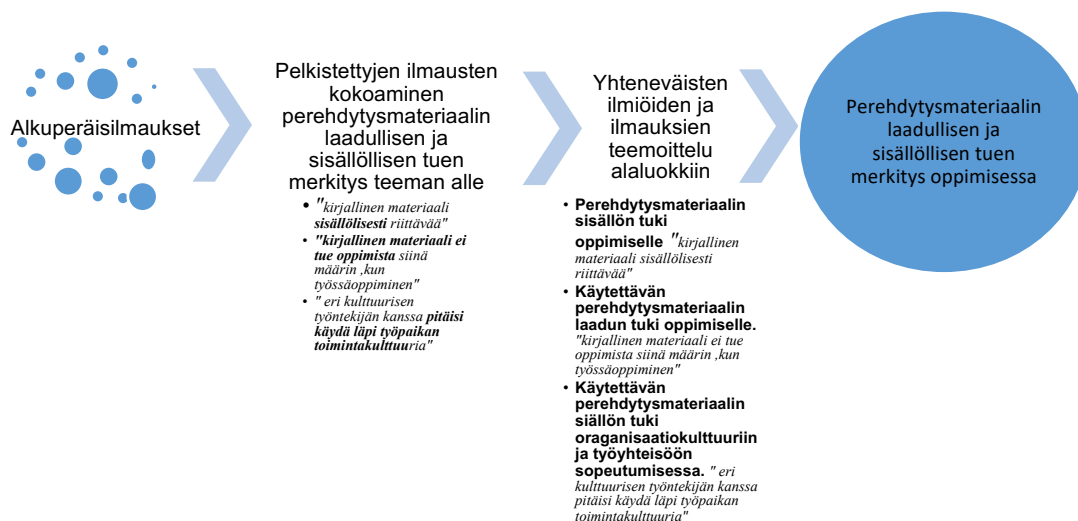 Alkuperäisilmaukset
Pelkistettyjen ilmausten
kokoaminen
perehdytysmateriaalin
laadullisen ja
sisällöllisen tuen
merkitys teeman alle
• "kirjallinen materiaali
sisällölisesti riittävää"
• "kirjallinen materiaali ei
tue oppimista siinä
määrin ,kun
työssäoppiminen"
• " eri kulttuurisen
työntekijän kanssa pitäisi
käydä läpi työpaikan
toimintakulttuuria"
Yhteneväisten
ilmiöiden ja
ilmauksien
teemoittelu
alaluokkiin
• Perehdytysmateriaalin
sisällön tuki
oppimiselle "kirjallinen
materiaali sisällölisesti
riittävää"
• Käytettävän
perehdytysmateriaalin
laadun tuki oppimiselle.
"kirjallinen materiaali ei tue
oppimista siinä määrin ,kun
työssäoppiminen"
• Käytettävän
perehdytysmateriaalin
siällön tuki
oraganisaatiokulttuuriin
ja työyhteisöön
sopeutumisessa. " eri
kulttuurisen työntekijän kanssa
pitäisi käydä läpi työpaikan
toimintakulttuuria"
Perehdytysmateriaalin
laadullisen ja
sisällöllisen tuen
merkitys oppimisessa